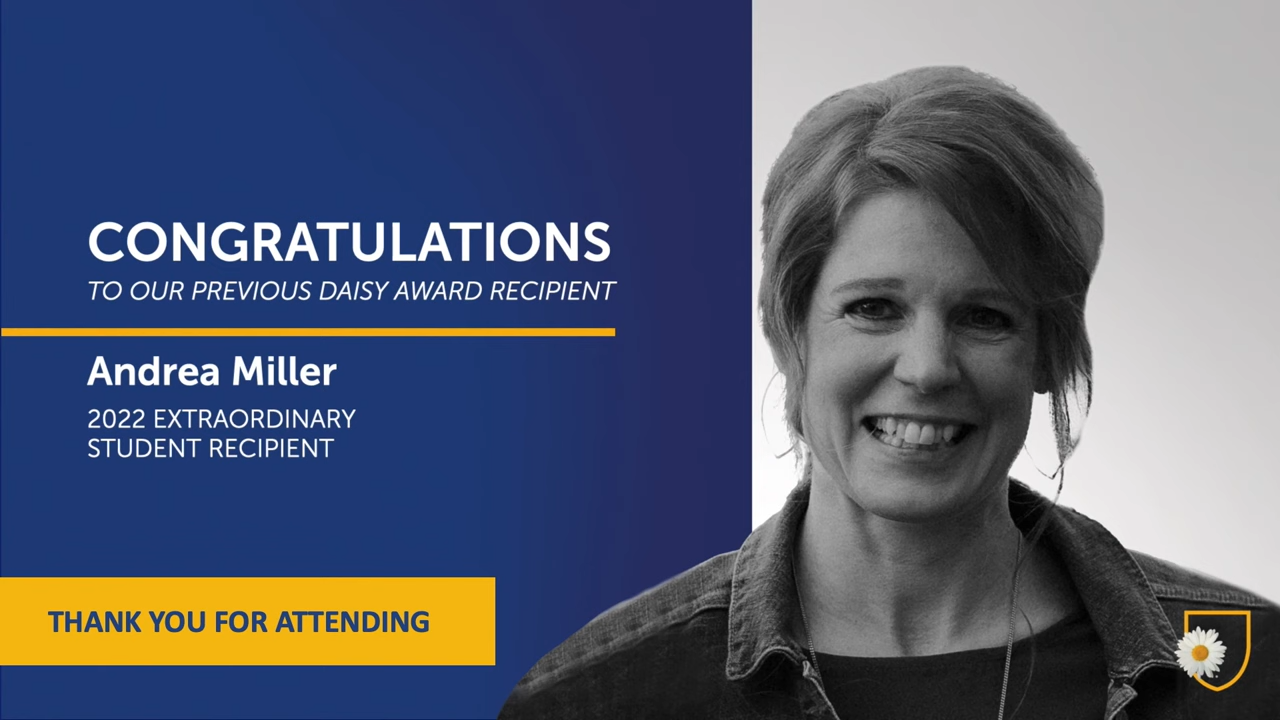 CONGRATULATIONS
TO OUR PREVIOUS DAISY AWARD RECIPIENT
Andrea Miller
2022 EXTRAORDINARY
STUDENT RECIPIENT
THANK YOU FOR ATTENDING